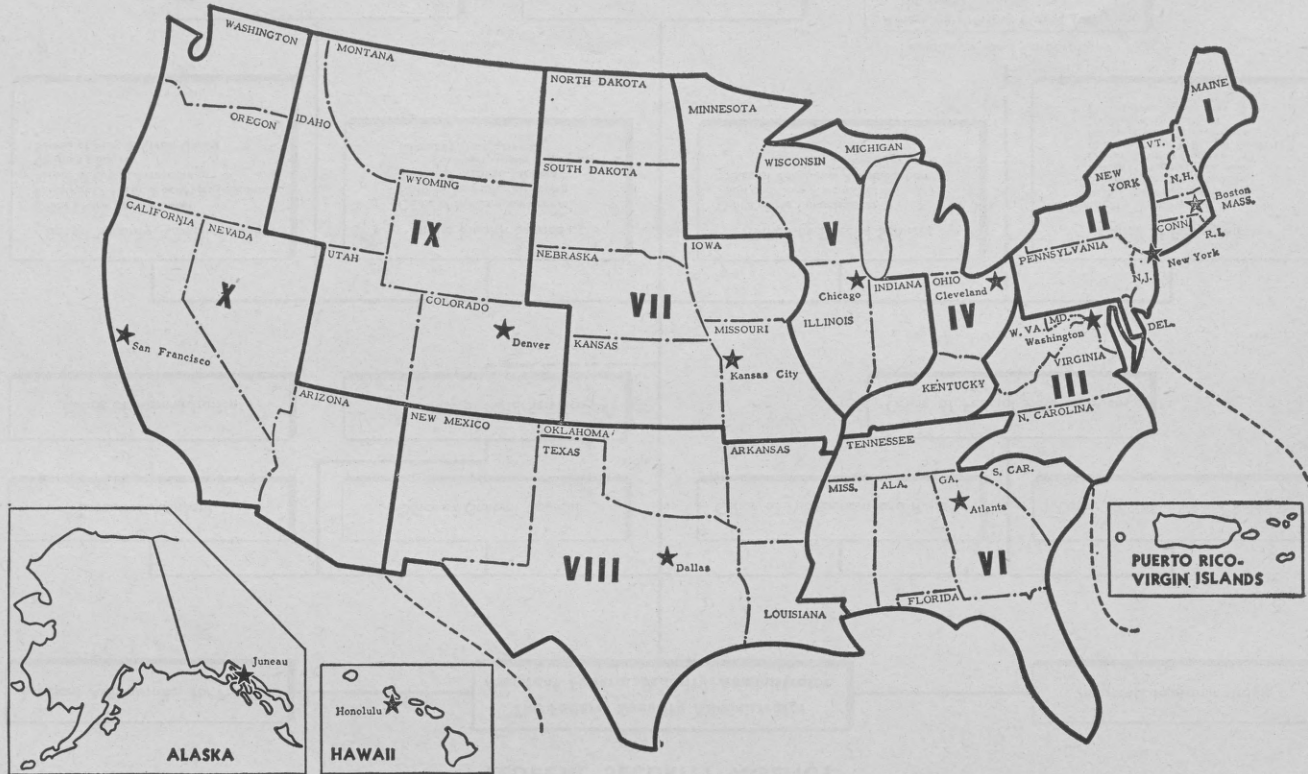 WASHINGTON
MONTANA
NORTH DAKOTA
MINNESOTA
MAINE
I
OREGON
IDAHO
SOUTH DAKOTA
WISCONSIN
MICHIGAN
VT.
N.H.
NEW
YORK
WYOMING
Boston
MASS.
CONN
R.I.
CALIFORNIA
NEVADA
UTAH
IX
NEBRASKA
IOWA
V
II
PENNSYLVANIA
New York
N.J.
X
COLORADO
VII
Chicago
ILLINOIS
INDIANA
OHIO
Cleveland
IV
W. VA.
MD.
Washington
DEL.
San Francisco
Denver
KANSAS
MISSOURI
Kansas City
KENTUCKY
VIRGINIA
III
ARIZONA
NEW MEXICO
OKLAHOMA
TEXAS
ARKANSAS
TENNESSEE
N. CAROLINA
MISS.
ALA.
GA.
S. CAR.
Atlanta
VIII
Dallas
LOUISIANA
FLORIDA
VI
PUERTO RICO-
VIRGIN ISLANDS
Juneau
ALASKA
Honolulu
HAWAII